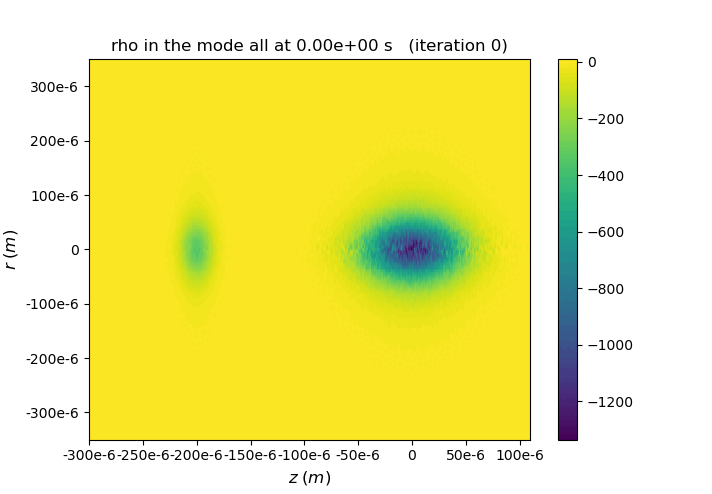 rho in the mode all at 0.00e+00 s   (iteration 0)
300e-6
200e-6
100e-6
0
-100e-6
-200e-6
-300e-6
r (m)
-300e-6 -250e-6 -200e-6 -150e-6 -100e-6 -50e-6 0 50e-6 100e-6
z (m)
0
−200
−400
−600
−800
−1000
−1200